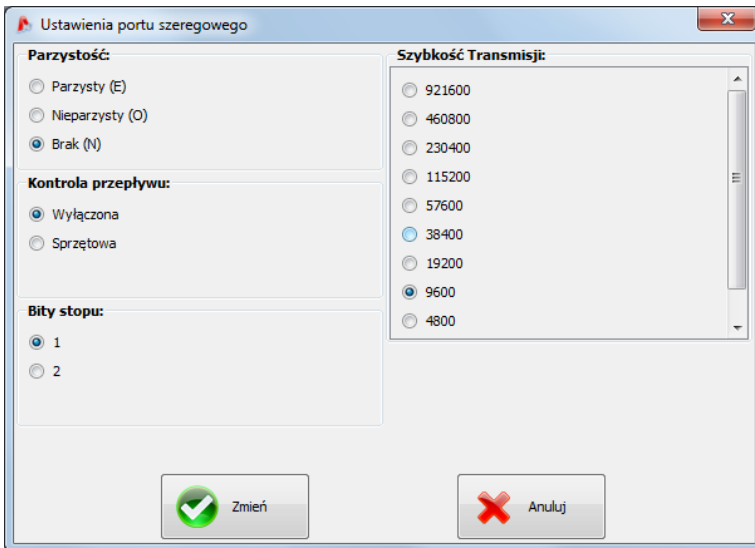 Ustawienia portu szeregowego
Parzystość:
Parzysty (E)
Nieparzysty (O)
Brak (N)
Kontrola przepływu:
Wyłączona
Sprzętowa
Bity stopu:
1
2
Szybkość Transmisji:
921600
460800
230400
115200
57600
38400
19200
9600
4800
Zmień
Anuluj